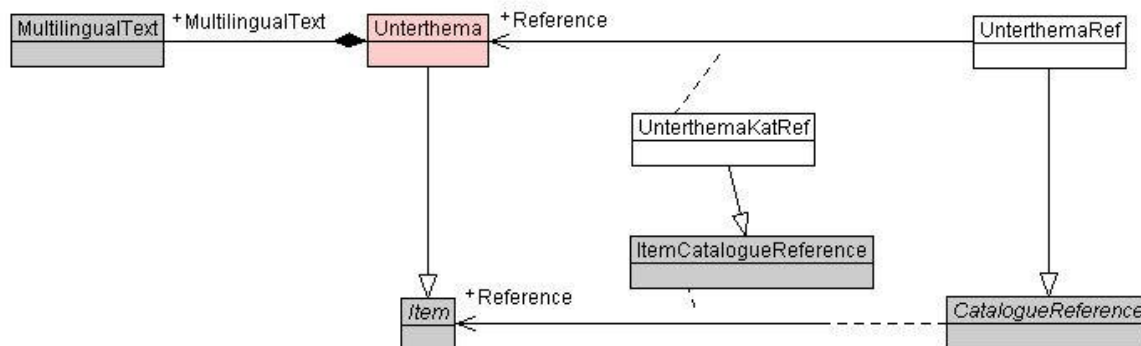 MultilingualText
+MultilingualText
Unterthema
+Reference
UnterthemaRef
UnterthemaKatRef
ItemCatalogueReference
Item
+Reference
CatalogueReference